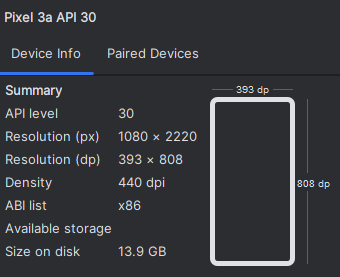 Pixel 3a API 30
Device Info Paired Devices
Summary
API level 30
Resolution (px) 1080 × 2220
Resolution (dp) 393 × 808
Density 440 dpi
ABI list x86
Available storage
Size on disk 13.9 GB
393 dp
808 dp